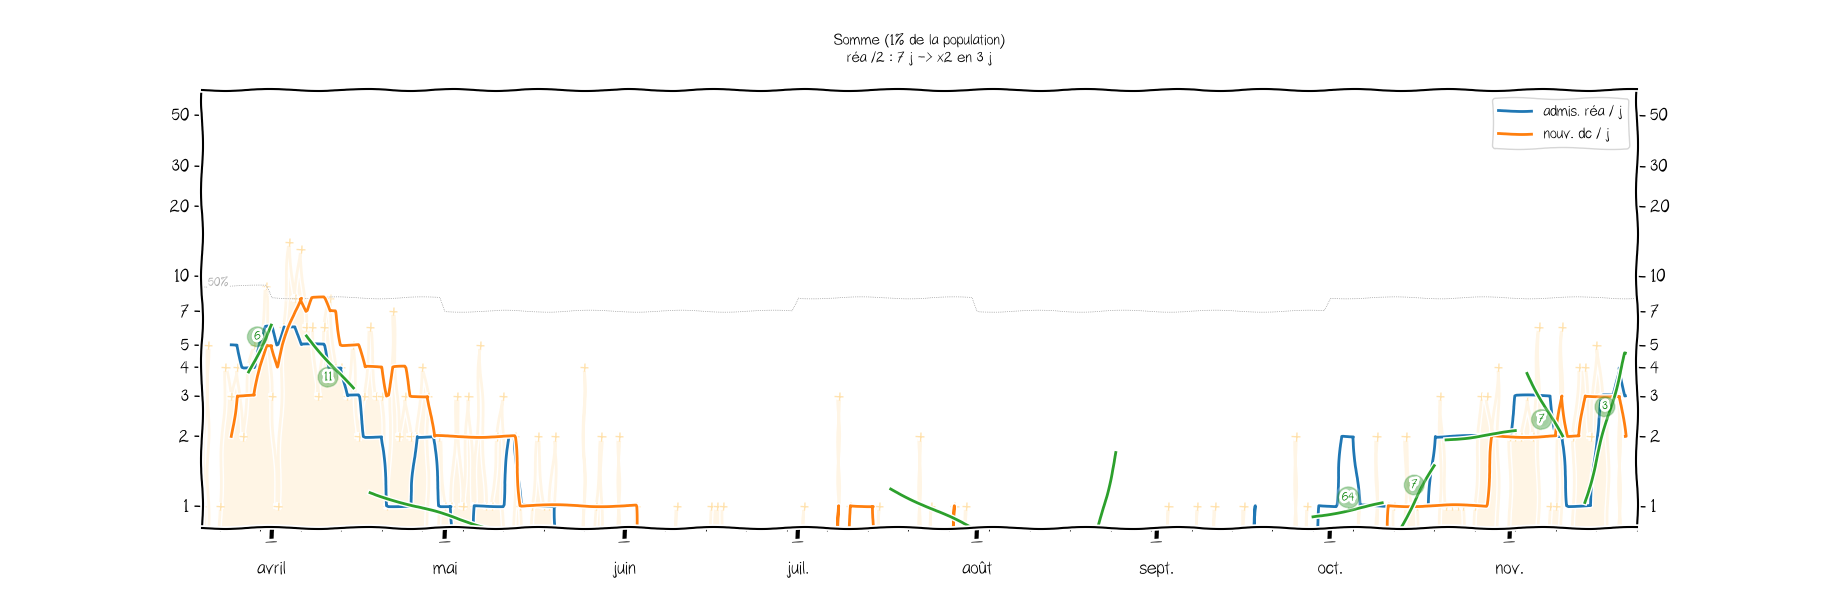 Somme (1% de la population)
réa /2 : 7 j -> x2 en 3 j
admis. réa / j
nouv. dc / j
50
50
30
30
20
20
10
10
50%
7
7
6
5
5
11
4
4
3
3
3
7
2
2
7
64
1
1
avril
mai
juin
juil.
août
sept.
oct.
nov.